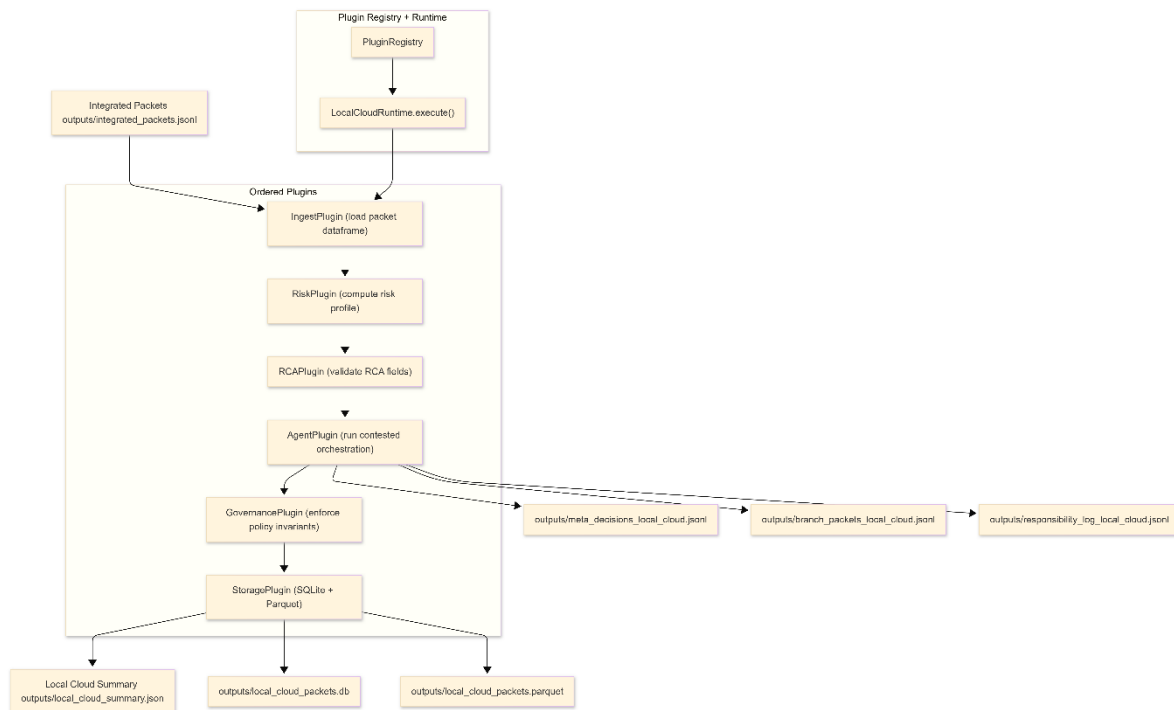 Plugin Registry + Runtime
PluginRegistry
LocalCloudRuntime.execute()
Integrated Packets
outputs/integrated_packets.jsonl
Ordered Plugins
IngestPlugin (load packet
dataframe)
RiskPlugin (compute risk
profile)
RCAPlugin (validate RCA fields)
AgentPlugin (run contested
orchestration)
GovernancePlugin (enforce
policy invariants)
outputs/meta_decisions_local_cloud.jsonl
outputs/branch_packets_local_cloud.jsonl
outputs/responsibility_log_local_cloud.jsonl
StoragePlugin (SQLite +
Parquet)
Local Cloud Summary
outputs/local_cloud_summary.json
outputs/local_cloud_packets.db
outputs/local_cloud_packets.parquet